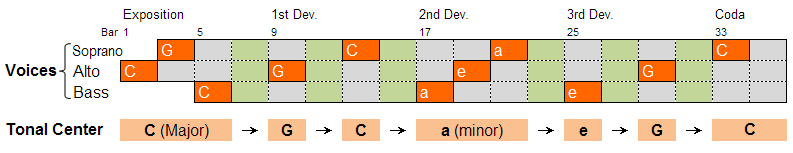 Exposition 1st Dev. 2nd Dev. 3rd Dev. Coda
Bar 1 5 9 17 25 33
Soprano G C a C
Voices Alto C G e G
Bass C a e
Tonal Center C (Major) → G → C → a (minor) → e → G → C